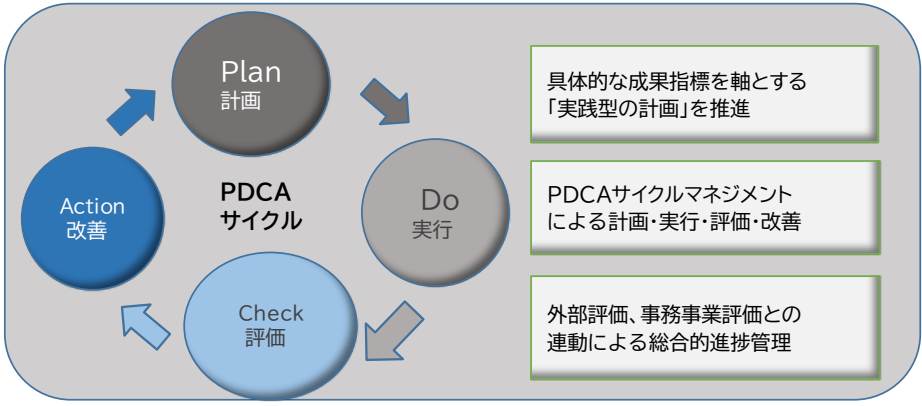 Plan
計画
Do
実行
Check
評価
Action
改善
PDCA
サイクル
具体的な成果指標を軸とする
「実践型の計画」を推進
PDCAサイクルマネジメント
による計画・実行・評価・改善
外部評価、事務事業評価との
連動による総合的進捗管理